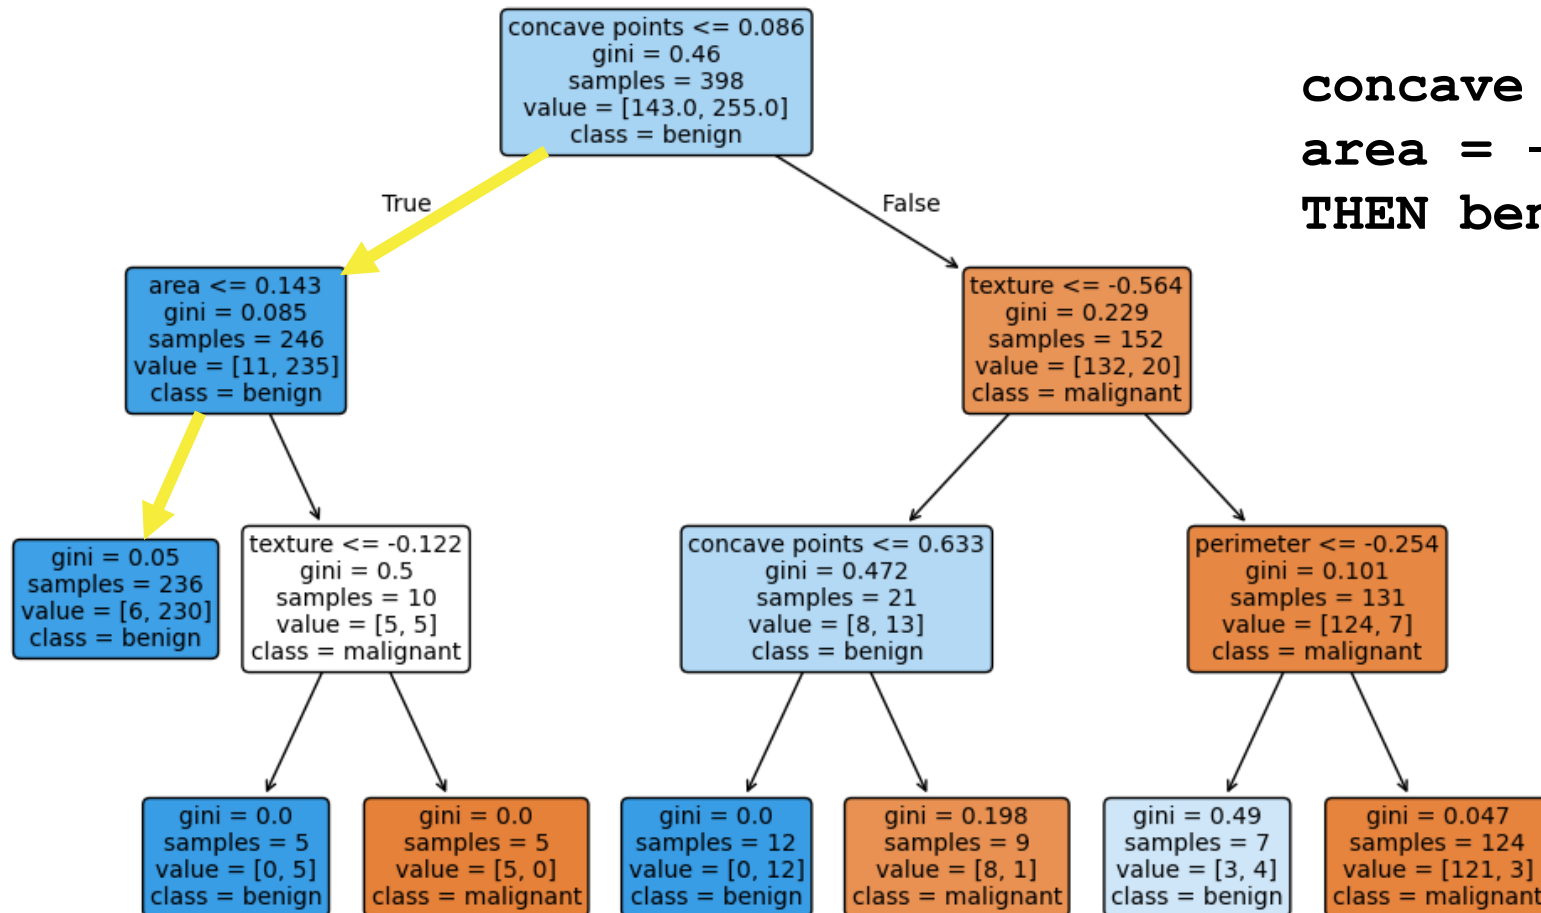 concave points <= 0.086
gini = 0.46
samples = 398
value = [143.0, 255.0]
class = benign
concave
area = -
THEN
True
False
area <= 0.143
gini = 0.085
samples = 246
value = [11, 235]
class = benign
texture <= -0.564
gini = 0.229
samples = 152
value = [132, 20]
class = malignant
gini = 0.05
samples = 236
value = [6, 230]
class = benign
texture <= -0.122
gini = 0.5
samples = 10
value = [5, 5]
class = malignant
concave points <= 0.633
gini = 0.472
samples = 21
value = [8, 13]
class = benign
perimeter <= -0.254
gini = 0.101
samples = 131
value = [124, 7]
class = malignant
gini = 0.0
samples = 5
value = [0, 5]
class = benign
gini = 0.0
samples = 5
value = [5, 0]
class = malignant
gini = 0.0
samples = 12
value = [0, 12]
class = benign
gini = 0.198
samples = 9
value = [8, 1]
class = malignant
gini = 0.49
samples = 7
value = [3, 4]
class = benign
gini = 0.047
samples = 124
value = [121, 3]
class = malignant